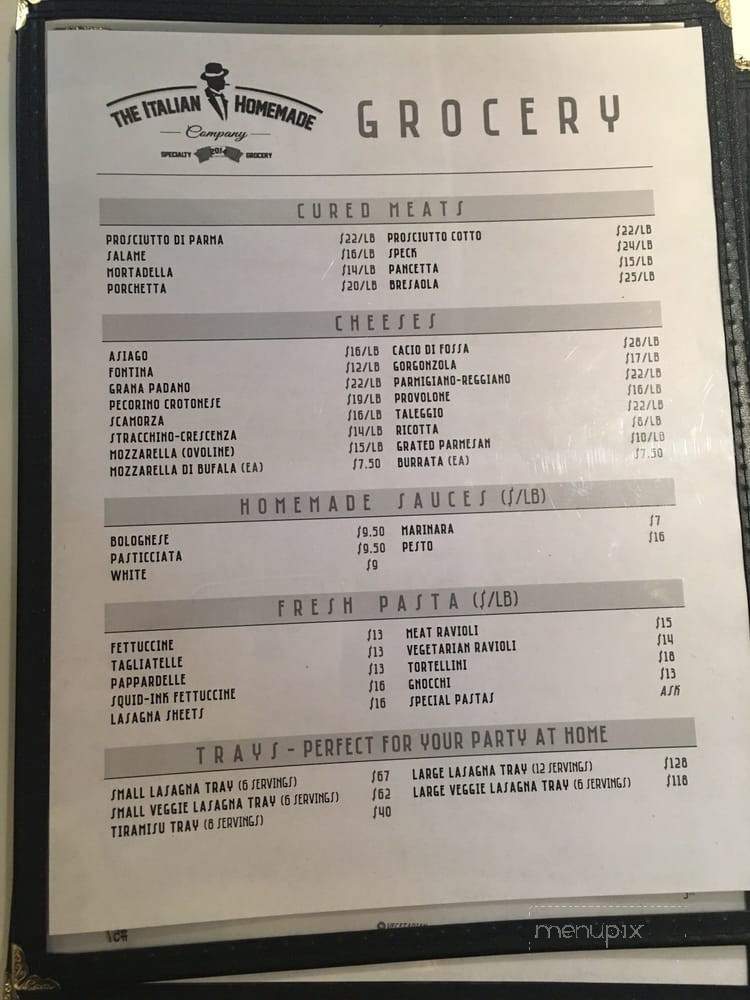 THE ITALIAN HOMEMADE
Company
SPECIALTY 2014 GROCERY
GROCERY
CURED MEATS
PROSCIUTTO DI PARMA $22/LB PROSCIUTTO COTTO $22/LB
SALAME $16/LB SPECK $24/LB
MORTADELLA $14/LB PANCETTA $15/LB
PORCHETTA $20/LB BRESAOLA $25/LB
CHEESES
ASIAGO $16/LB CACIO DI FOSSA $28/LB
FONTINA $12/LB GORGONZOLA $17/LB
GRANA PADANO $22/LB PARMIGIANO-REGGIANO $22/LB
PECORINO CROTONESE $19/LB PROVOLONE $16/LB
SCAMORZA $16/LB TALEGGIO $22/LB
STRACCHINO-CRESCENZA $14/LB RICOTTA $8/LB
MOZZARELLA (OVOLINE) $15/LB GRATED PARMESAN $10/LB
MOZZARELLA DI BUFALA (EA) $7.50 BURRATA (EA) $7.50
HOMEMADE SAUCES ($/LB)
BOLOGNESE $9.50 MARINARA $7
PASTICCIATA $9.50 PESTO $16
WHITE $9
FRESH PASTA ($/LB)
FETTUCCINE $13 MEAT RAVIOLI $15
TAGLIATELLE $13 VEGETARIAN RAVIOLI $14
PAPPARDELLE $13 TORTELLINI $18
SQUID-INK FETTUCCINE $16 GNOCCHI $13
LASAGNA SHEETS $16 SPECIAL PASTAS ASK
TRAYS - PERFECT FOR YOUR PARTY AT HOME
SMALL LASAGNA TRAY (6 SERVINGS) $67 LARGE LASAGNA TRAY (12 SERVINGS) $128
SMALL VEGGIE LASAGNA TRAY (6 SERVINGS) $62 LARGE VEGGIE LASAGNA TRAY (6 SERVINGS) $118
TIRAMISU TRAY (8 SERVINGS) $40
VEGETARIAN
menupix